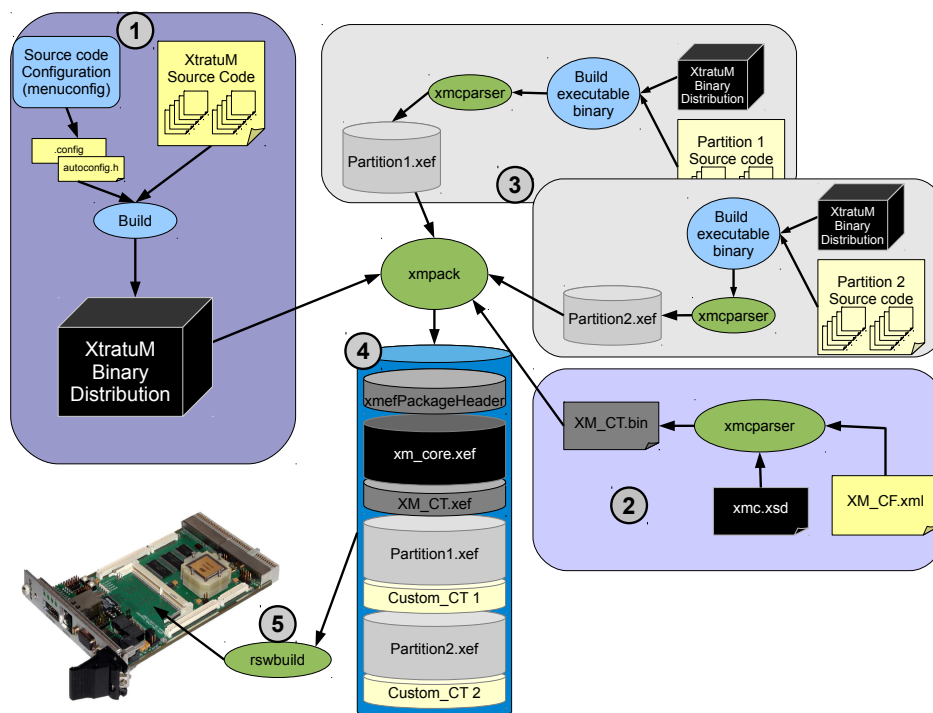 1
Source code
Configuration
(menuconfig)
XtratuM
Source Code
.config
autoconfig.h
Build
XtratuM
Binary
Distribution
xmcparser
Build
executable
binary
XtratuM
Binary
Distribution
Partition1.xef
Partition 1
Source code
3
Build
executable
binary
XtratuM
Binary
Distribution
xmpack
Partition2.xef
xmcparser
Partition 2
Source code
4
xmefPackageHeader
xm_core.xef
XM_CT.xef
Partition1.xef
Custom_CT 1
Partition2.xef
Custom_CT 2
XM_CT.bin
xmcparser
2
xmc.xsd
XM_CF.xml
5
rswbuild